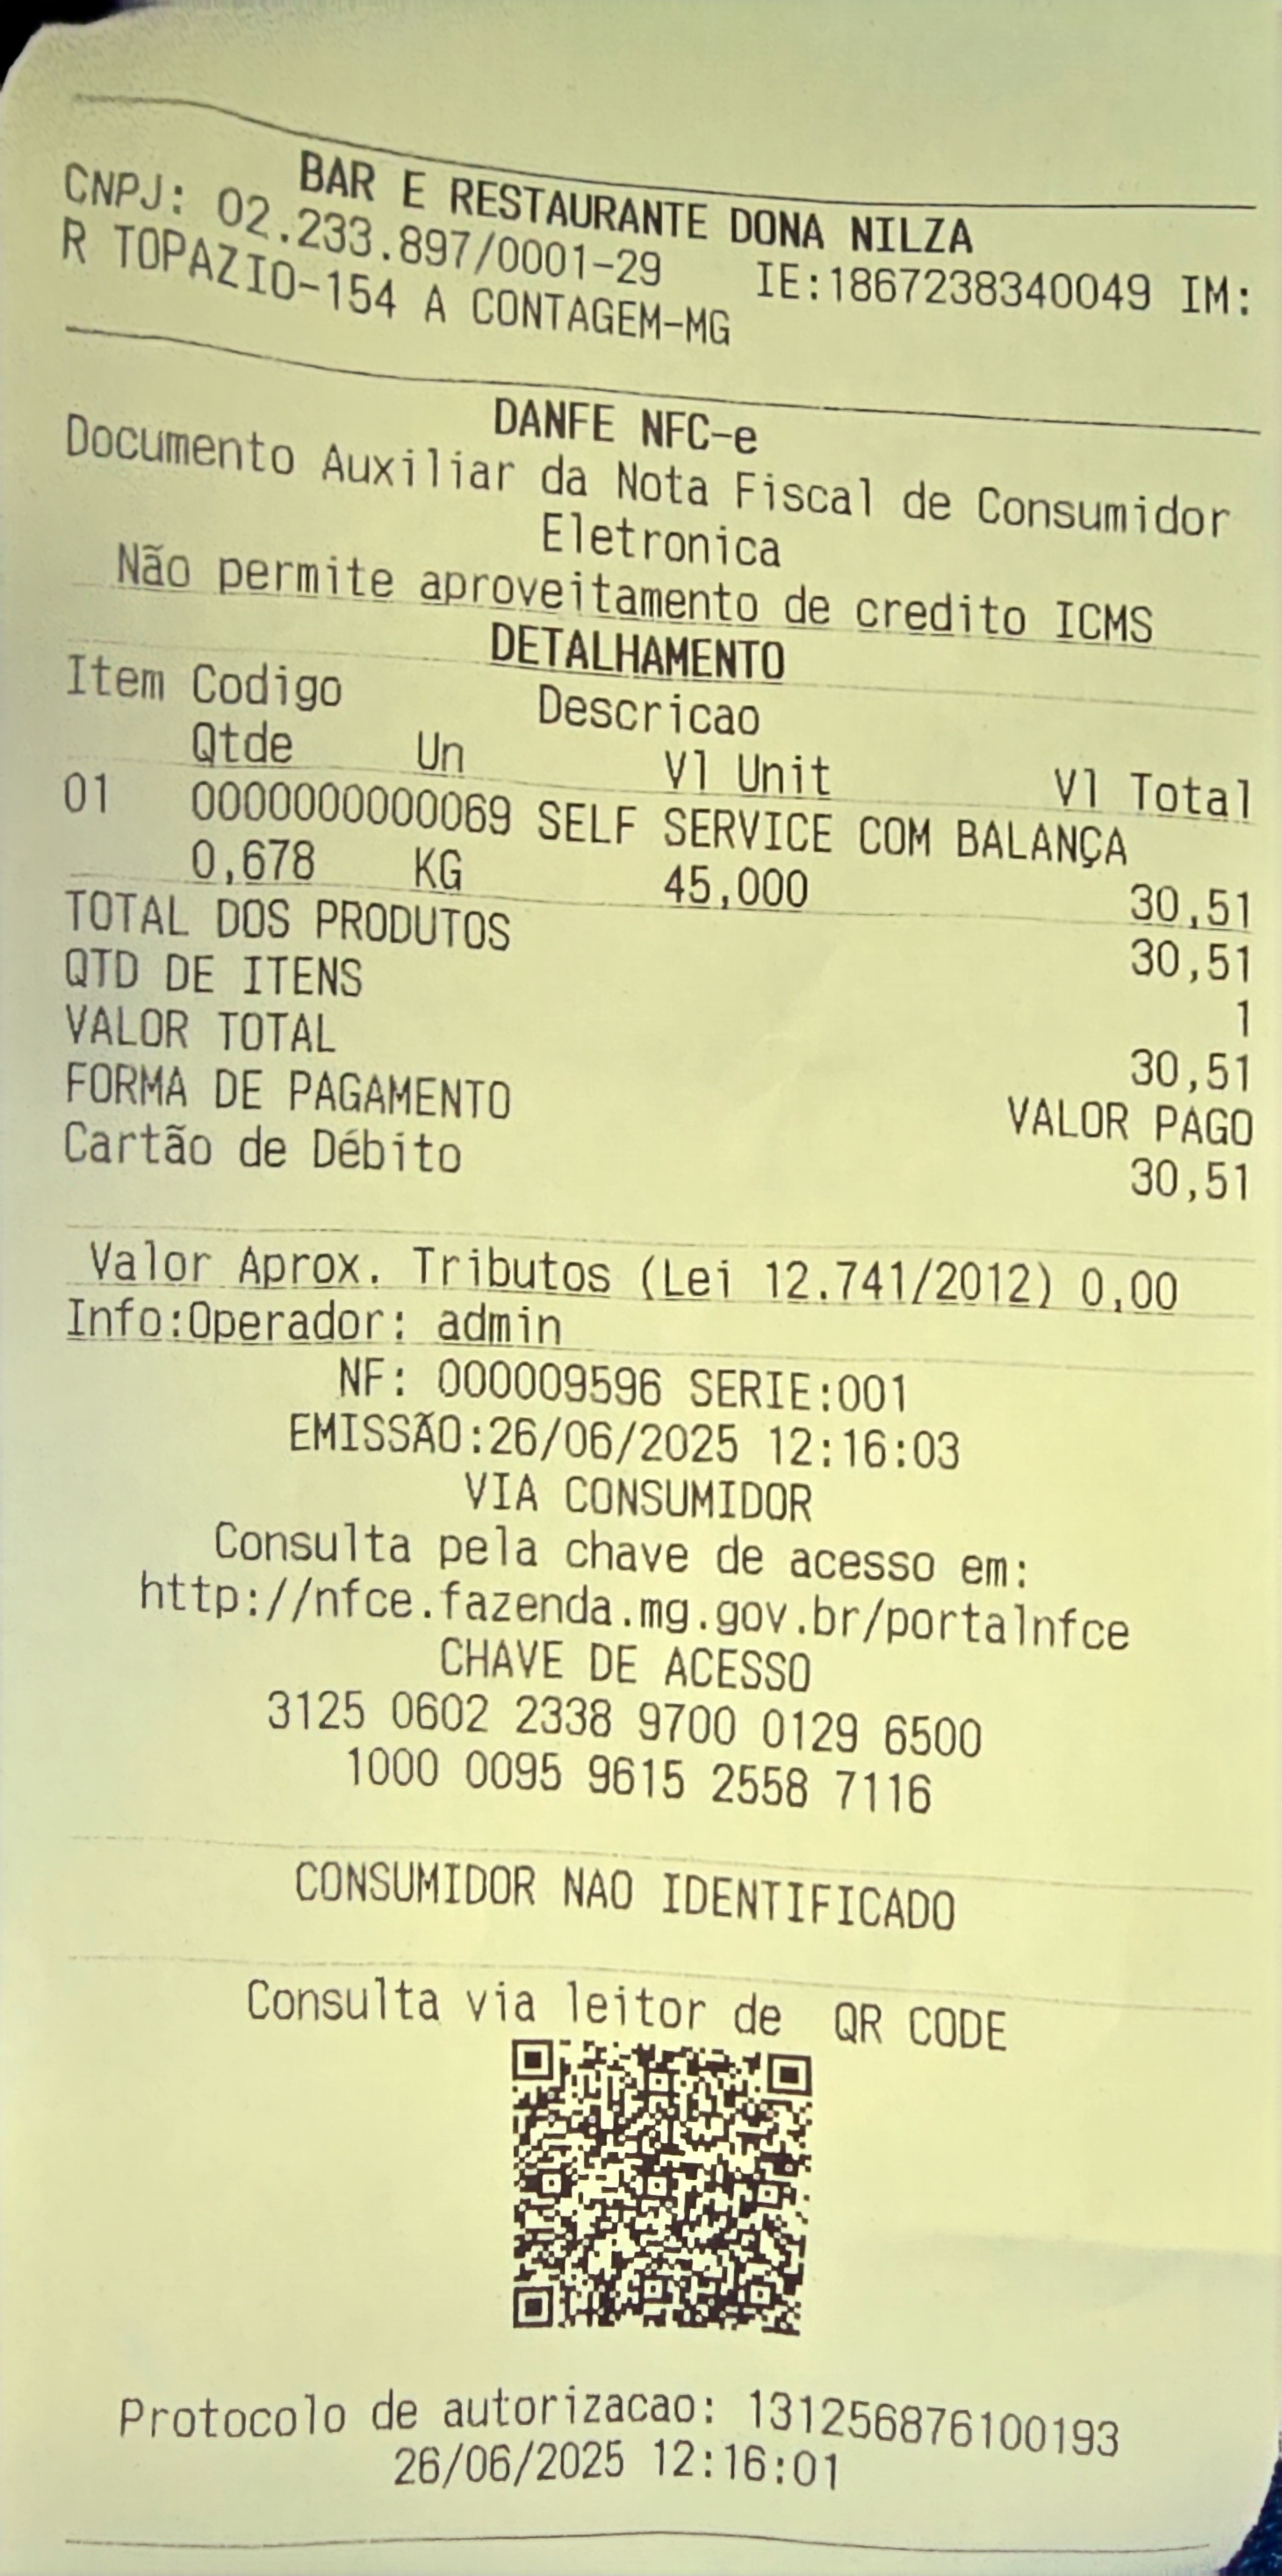 BAR E RESTAURANTE DONA NILZA
CNPJ: 02.233.897/0001-29 IE:1867238340049 IM:
R TOPAZIO-154 A CONTAGEM-MG
DANFE NFC-e
Documento Auxiliar da Nota Fiscal de Consumidor
Eletronica
Não permite aproveitamento de credito ICMS
DETALHAMENTO
Item Codigo Descricao
Qtde Un Vl Unit Vl Total
01 0000000000069 SELF SERVICE COM BALANÇA
0,678 KG 45,000 30,51
TOTAL DOS PRODUTOS 30,51
QTD DE ITENS 1
VALOR TOTAL 30,51
FORMA DE PAGAMENTO VALOR PAGO
Cartão de Débito 30,51
Valor Aprox. Tributos (Lei 12.741/2012) 0,00
Info:Operador: admin
NF: 000009596 SERIE:001
EMISSÃO:26/06/2025 12:16:03
VIA CONSUMIDOR
Consulta pela chave de acesso em:
http://nfce.fazenda.mg.gov.br/portalnfce
CHAVE DE ACESSO
3125 0602 2338 9700 0129 6500
1000 0095 9615 2558 7116
CONSUMIDOR NAO IDENTIFICADO
Consulta via leitor de QR CODE
Protocolo de autorizacao: 131256876100193
26/06/2025 12:16:01